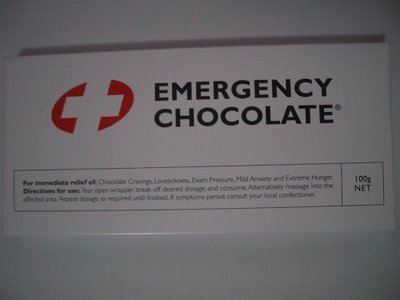 EMERGENCY
CHOCOLATE®
For immediate relief of: Chocolate Cravings, Lovesickness, Exam Pressure, Mild Anxiety and Extreme Hunger.
Directions for use: Tear open wrapper, break off desired dosage, and consume. Alternatively massage into the
affected area. Repeat dosage as required until finished. If symptoms persist consult your local confectioner.
100g
NET